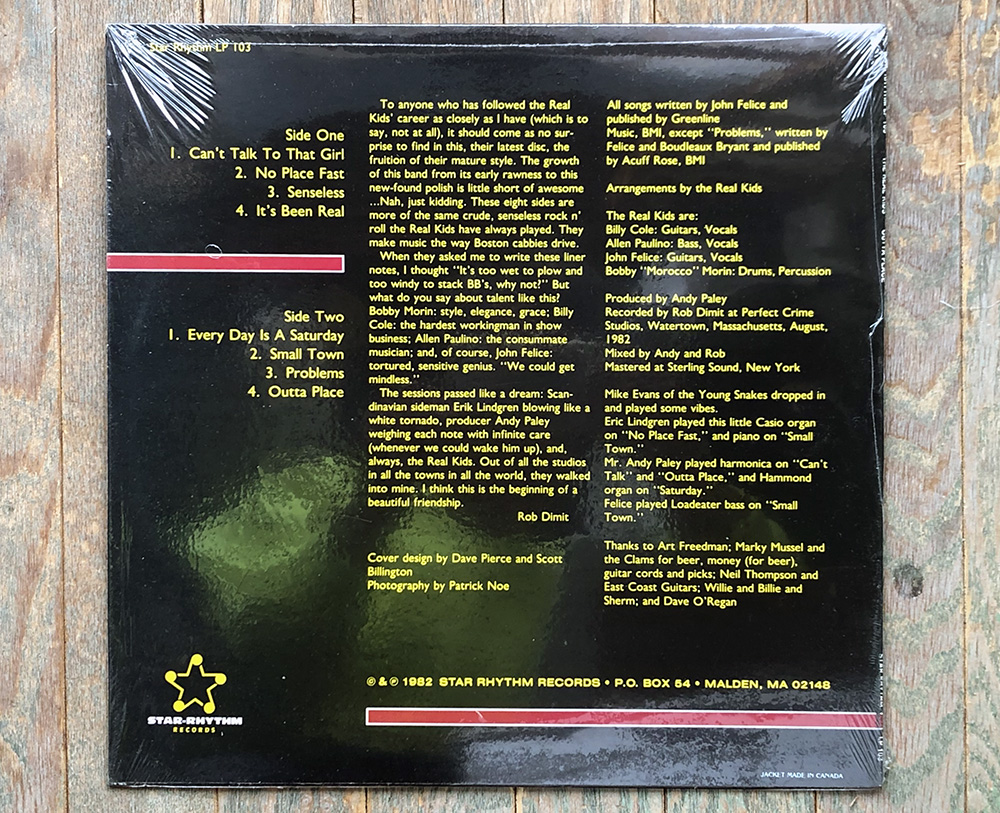 Star Rhythm LP 103
Side One
1. Can't Talk To That Girl
2. No Place Fast
3. Senseless
4. It's Been Real
Side Two
1. Every Day Is A Saturday
2. Small Town
3. Problems
4. Outta Place
To anyone who has followed the Real
Kids' career as closely as I have (which is to
say, not at all), it should come as no sur-
prise to find in this, their latest disc, the
fruition of their mature style. The growth
of this band from its early rawness to this
new-found polish is little short of awesome
...Nah, just kidding. These eight sides are
more of the same crude, senseless rock n'
roll the Real Kids have always played. They
make music the way Boston cabbies drive.
When they asked me to write these liner
notes, I thought "It's too wet to plow and
too windy to stack BB's, why not?" But
what do you say about talent like this?
Bobby Morin: style, elegance, grace; Billy
Cole: the hardest workingman in show
business; Allen Paulino: the consummate
musician; and, of course, John Felice:
tortured, sensitive genius. "We could get
mindless."
The sessions passed like a dream: Scan-
dinavian sideman Erik Lindgren blowing like a
white tornado, producer Andy Paley
weighing each note with infinite care
(whenever we could wake him up), and,
always, the Real Kids. Out of all the studios
in all the towns in all the world, they walked
into mine. I think this is the beginning of a
beautiful friendship.
Rob Dimit
Cover design by Dave Pierce and Scott
Billington
Photography by Patrick Noe
All songs written by John Felice and
published by Greenline
Music, BMI, except "Problems," written by
Felice and Boudleaux Bryant and published
by Acuff Rose, BMI
Arrangements by the Real Kids
The Real Kids are:
Billy Cole: Guitars, Vocals
Allen Paulino: Bass, Vocals
John Felice: Guitars, Vocals
Bobby "Morocco" Morin: Drums, Percussion
Produced by Andy Paley
Recorded by Rob Dimit at Perfect Crime
Studios, Watertown, Massachusetts, August,
1982
Mixed by Andy and Rob
Mastered at Sterling Sound, New York
Mike Evans of the Young Snakes dropped in
and played some vibes.
Eric Lindgren played this little Casio organ
on "No Place Fast," and piano on "Small
Town."
Mr. Andy Paley played harmonica on "Can't
Talk" and "Outta Place," and Hammond
organ on "Saturday."
Felice played Loadeater bass on "Small
Town."
Thanks to Art Freedman; Marky Mussel and
the Clams for beer, money (for beer),
guitar cords and picks; Neil Thompson and
East Coast Guitars; Willie and Billie and
Sherm; and Dave O'Regan
© & ℗ 1982 STAR RHYTHM RECORDS • P.O. BOX 54 • MALDEN, MA 02148
STAR-RHYTHM
RECORDS
JACKET MADE IN CANADA